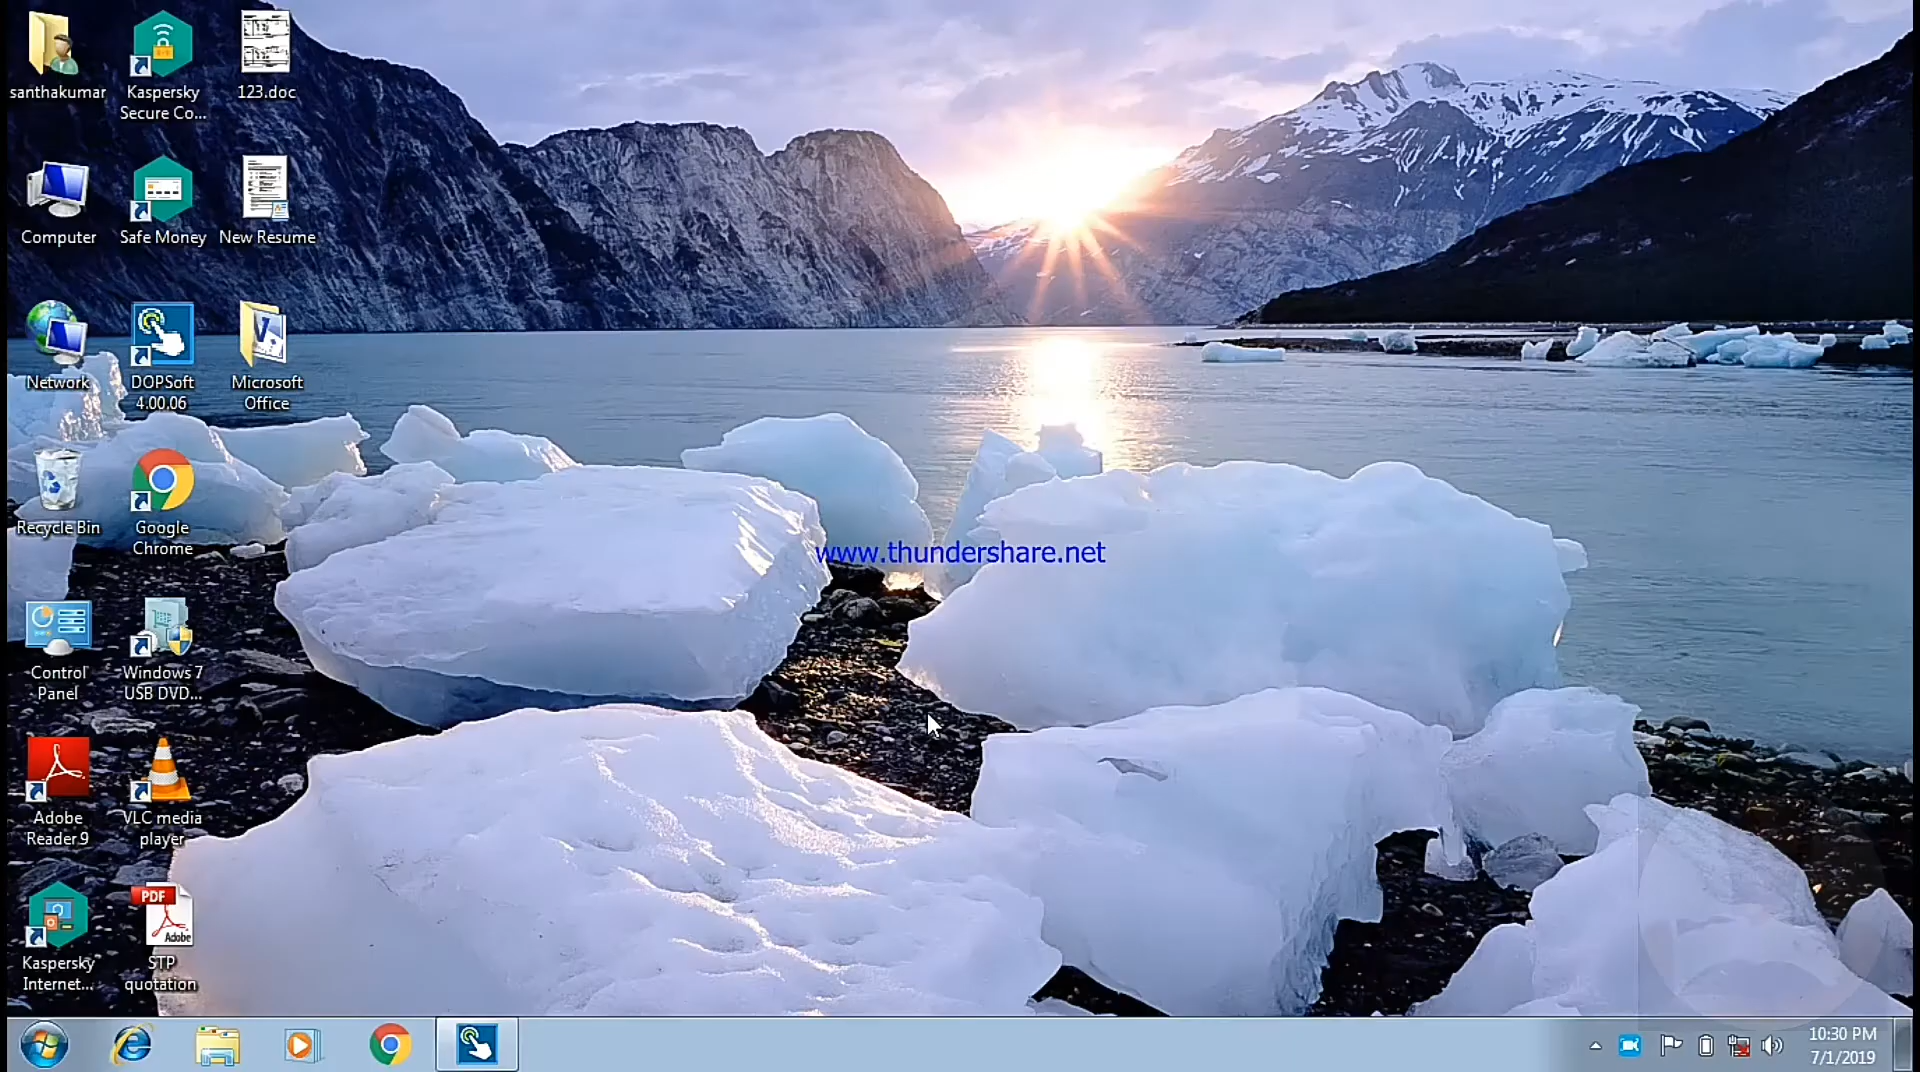 santhakumar
Kaspersky
Secure Co...
123.doc
Computer
Safe Money
New Resume
Network
DOPSoft
4.00.06
Microsoft
Office
Recycle Bin
Google
Chrome
www.thundershare.net
Control
Panel
Windows 7
USB DVD...
Adobe
Reader 9
VLC media
player
Kaspersky
Internet...
PDF
Adobe
STP
quotation
10:30 PM
7/1/2019